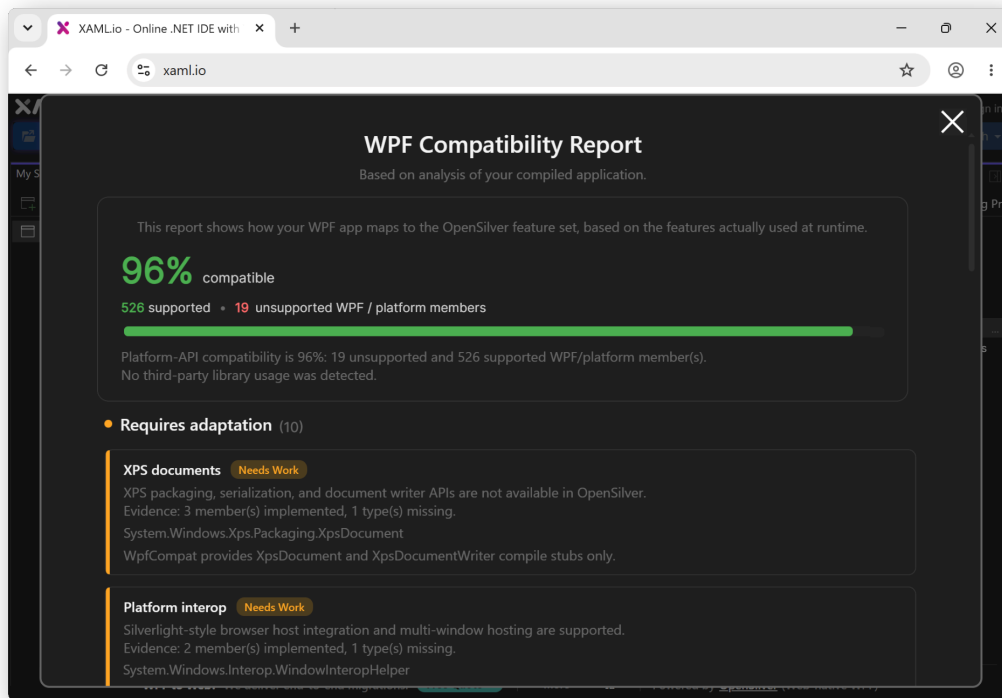 XAML.io - Online .NET IDE with
xaml.io
WPF Compatibility Report
Based on analysis of your compiled application.
This report shows how your WPF app maps to the OpenSilver feature set, based on the features actually used at runtime.
96% compatible
526 supported • 19 unsupported WPF / platform members
Platform-API compatibility is 96%: 19 unsupported and 526 supported WPF/platform member(s).
No third-party library usage was detected.
Requires adaptation (10)
XPS documents Needs Work
XPS packaging, serialization, and document writer APIs are not available in OpenSilver.
Evidence: 3 member(s) implemented, 1 type(s) missing.
System.Windows.Xps.Packaging.XpsDocument
WpfCompat provides XpsDocument and XpsDocumentWriter compile stubs only.
Platform interop Needs Work
Silverlight-style browser host integration and multi-window hosting are supported.
Evidence: 2 member(s) implemented, 1 type(s) missing.
System.Windows.Interop.WindowInteropHelper